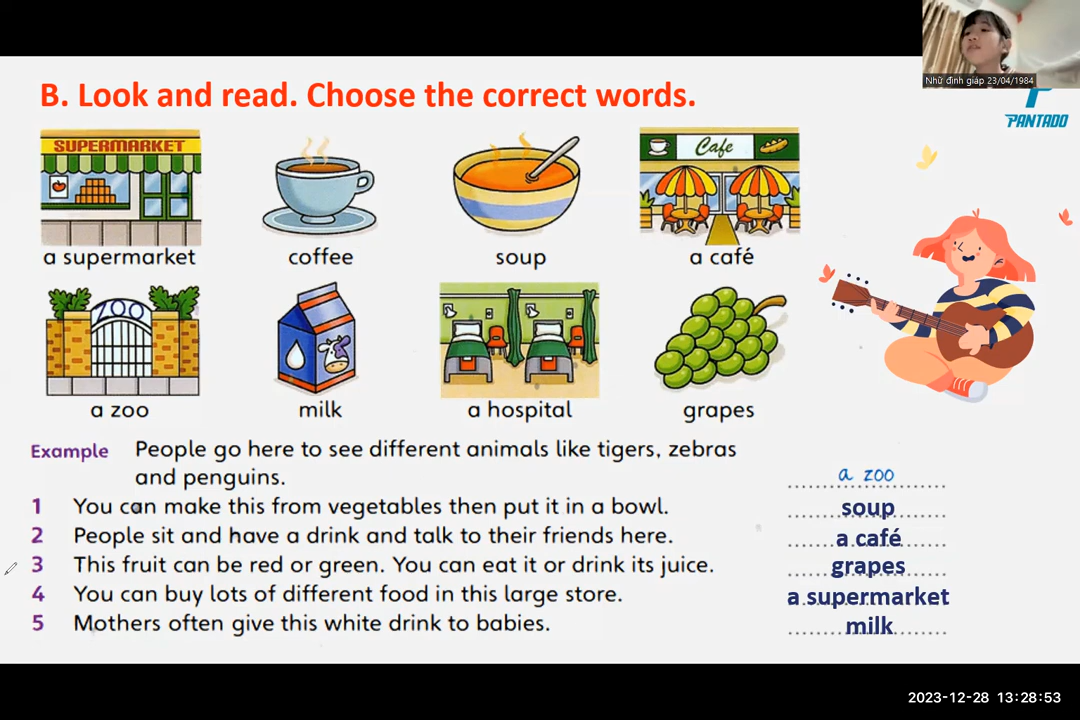 Nhữ đình giáp 23/04/1984
PANTADO
B. Look and read. Choose the correct words.
SUPERMARKET
Cafe
a supermarket
coffee
soup
a café
ZOO
a zoo
milk
a hospital
grapes
Example People go here to see different animals like tigers, zebras
and penguins.
a zoo
1 You can make this from vegetables then put it in a bowl.
soup
2 People sit and have a drink and talk to their friends here.
a café
3 This fruit can be red or green. You can eat it or drink its juice.
grapes
4 You can buy lots of different food in this large store.
a supermarket
5 Mothers often give this white drink to babies.
milk
2023-12-28 13:28:53